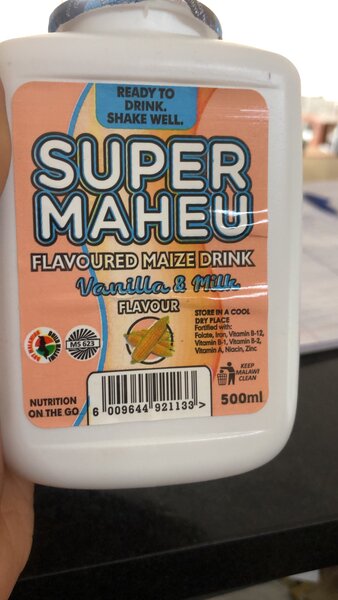 READY TO
DRINK.
SHAKE WELL.
SUPER
MAHEU
FLAVOURED MAIZE DRINK
Vanilla & Milk
FLAVOUR
STORE IN A COOL
DRY PLACE
Fortified with:
Folate, Iron, Vitamin B-12,
Vitamin B-1, Vitamin B-2,
Vitamin A, Niacin, Zinc
MS 623
KEEP
MALAWI
CLEAN
NUTRITION
ON THE GO
500ml
6 009644 921133 >